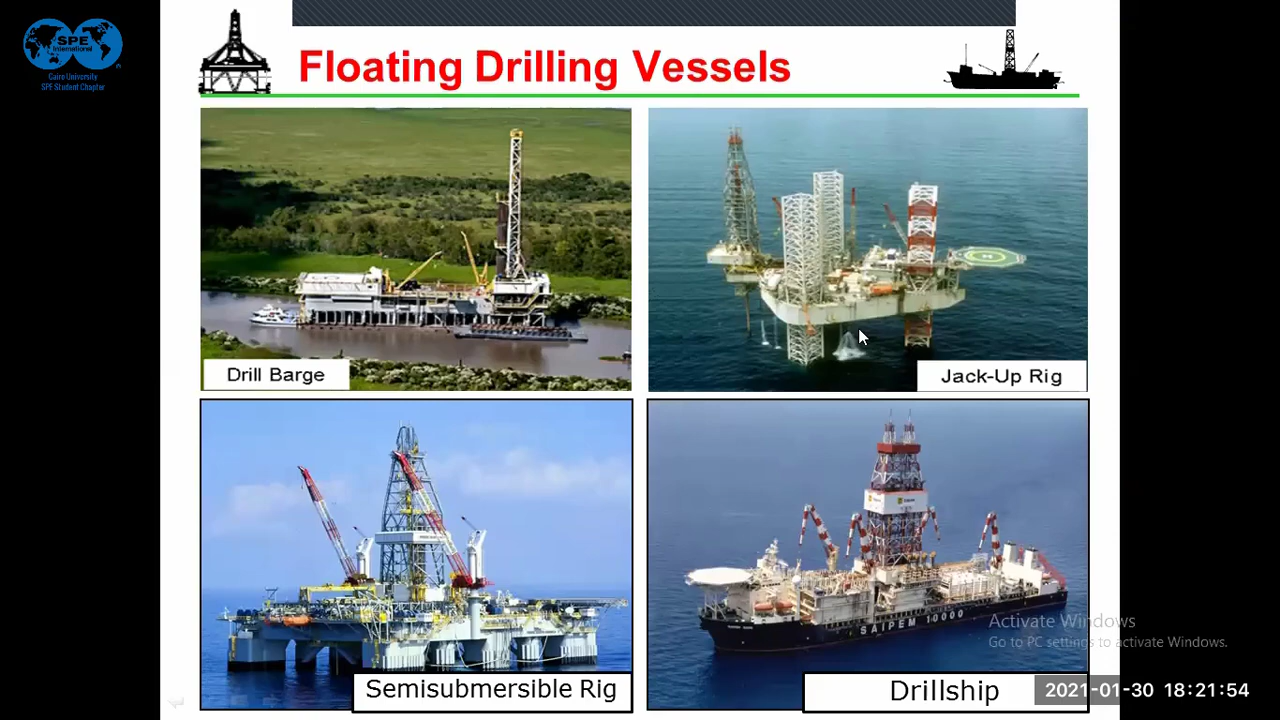 SPE
International
Cairo University
SPE Student Chapter
Floating Drilling Vessels
Drill Barge
Jack-Up Rig
Semisubmersible Rig
SAIPEM 10000
Drillship
Activate Windows
Go to PC settings to activate Windows.
2021-01-30 18:21:54